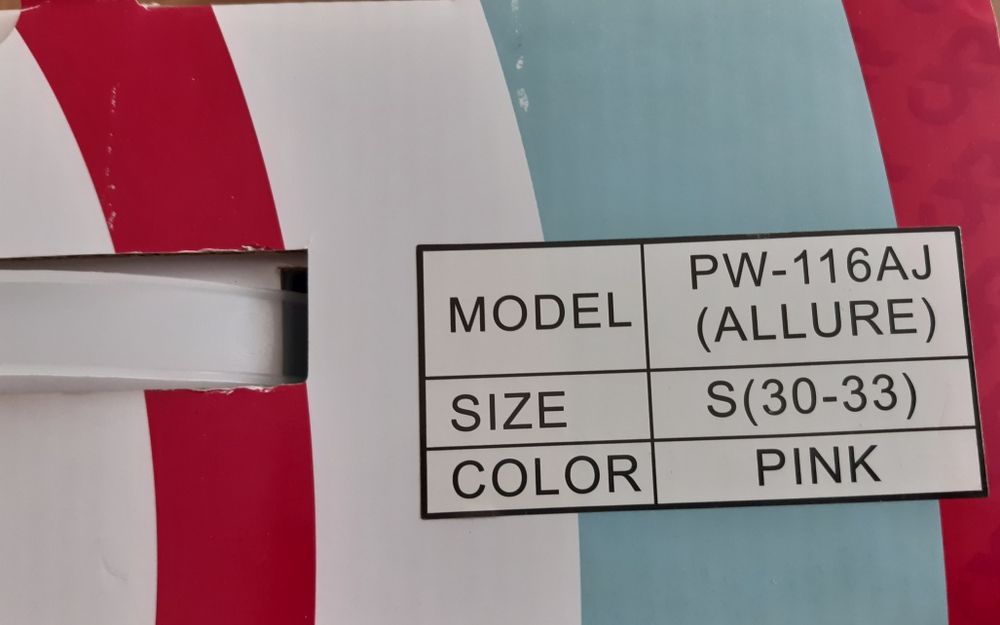 MODEL PW-116AJ
(ALLURE)
SIZE S(30-33)
COLOR PINK